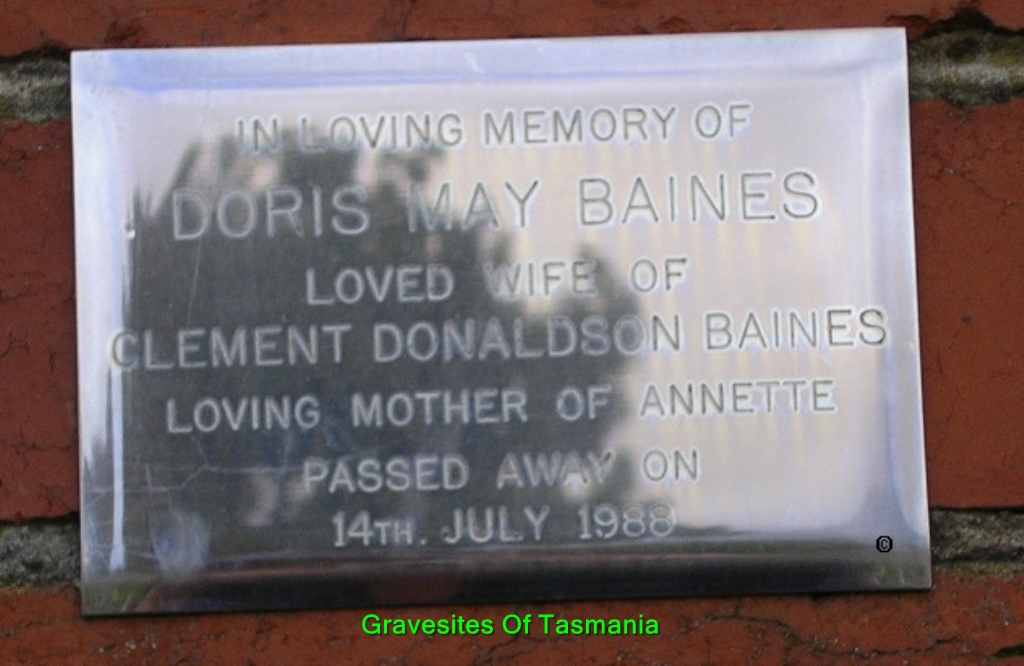 IN LOVING MEMORY OF
DORIS MAY BAINES
LOVED WIFE OF
CLEMENT DONALDSON BAINES
LOVING MOTHER OF ANNETTE
PASSED AWAY ON
14TH. JULY 1988
©
Gravesites Of Tasmania